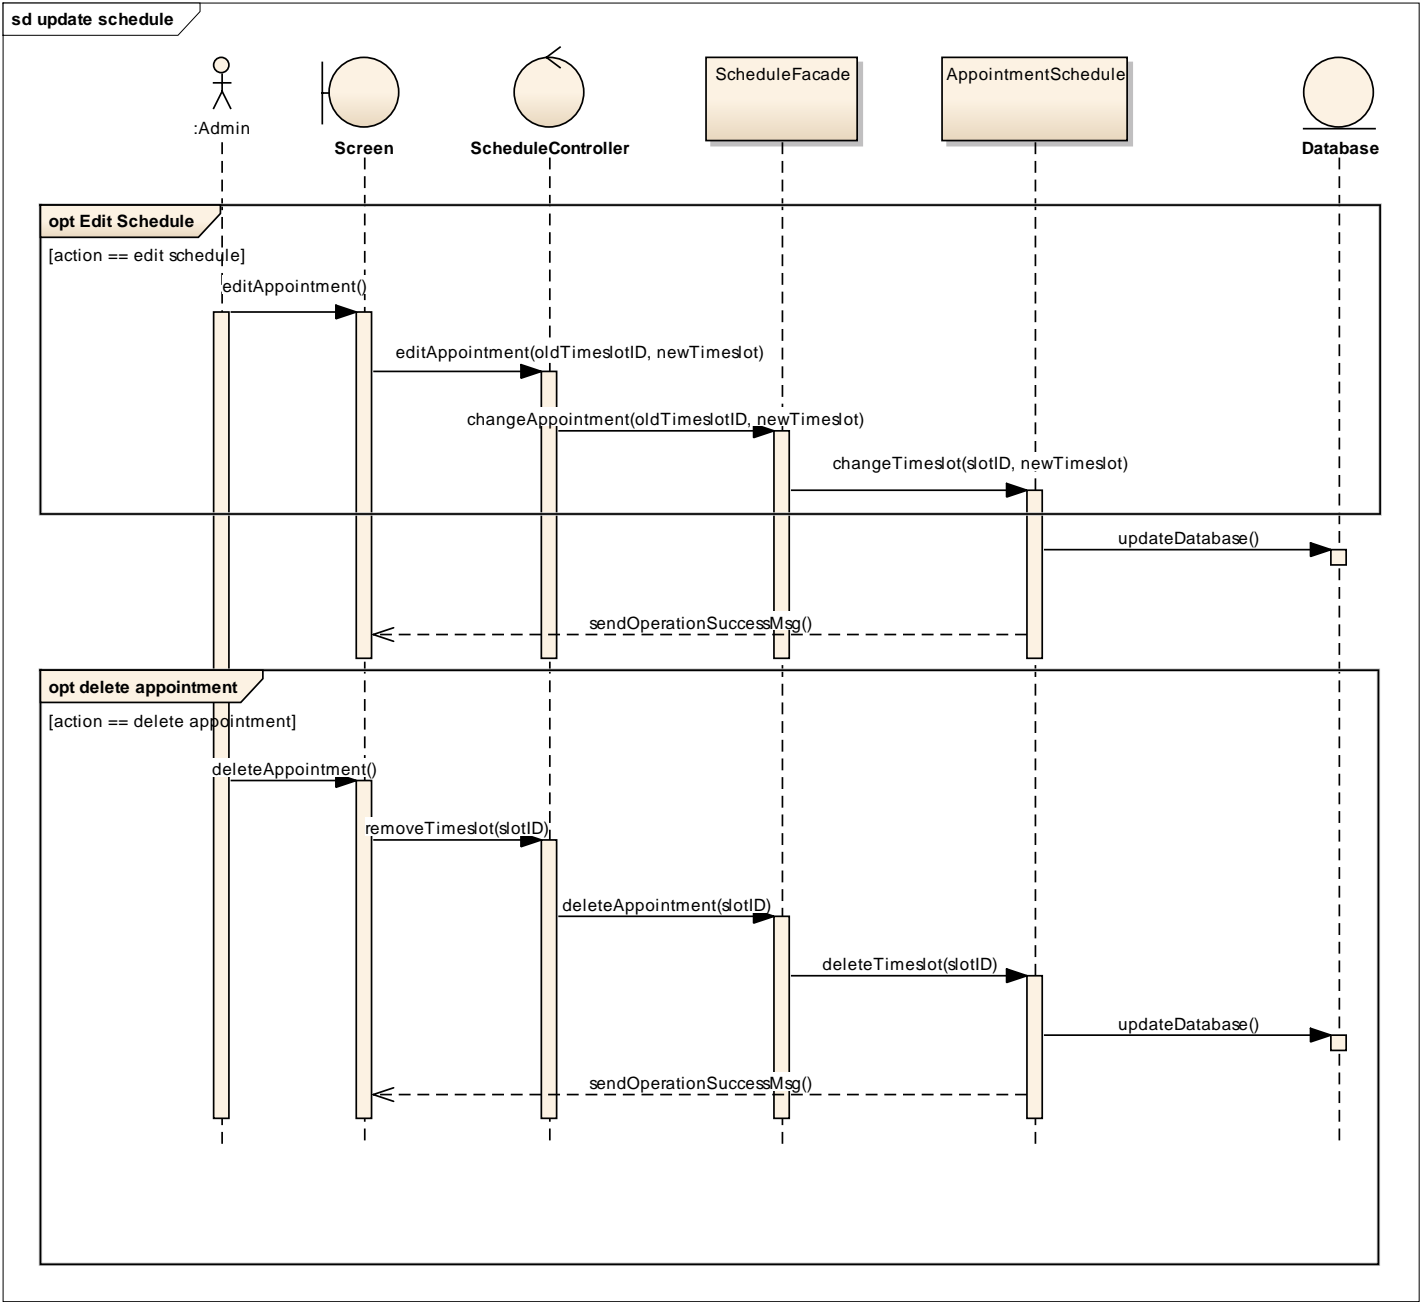 sd update schedule
:Admin
Screen
ScheduleController
ScheduleFacade
AppointmentSchedule
Database
opt Edit Schedule
[action == edit schedule]
editAppointment()
editAppointment(oldTimeslotID, newTimeslot)
changeAppointment(oldTimeslotID, newTimeslot)
changeTimeslot(slotID, newTimeslot)
updateDatabase()
sendOperationSuccessMsg()
opt delete appointment
[action == delete appointment]
deleteAppointment()
removeTimeslot(slotID)
deleteAppointment(slotID)
deleteTimeslot(slotID)
updateDatabase()
sendOperationSuccessMsg()